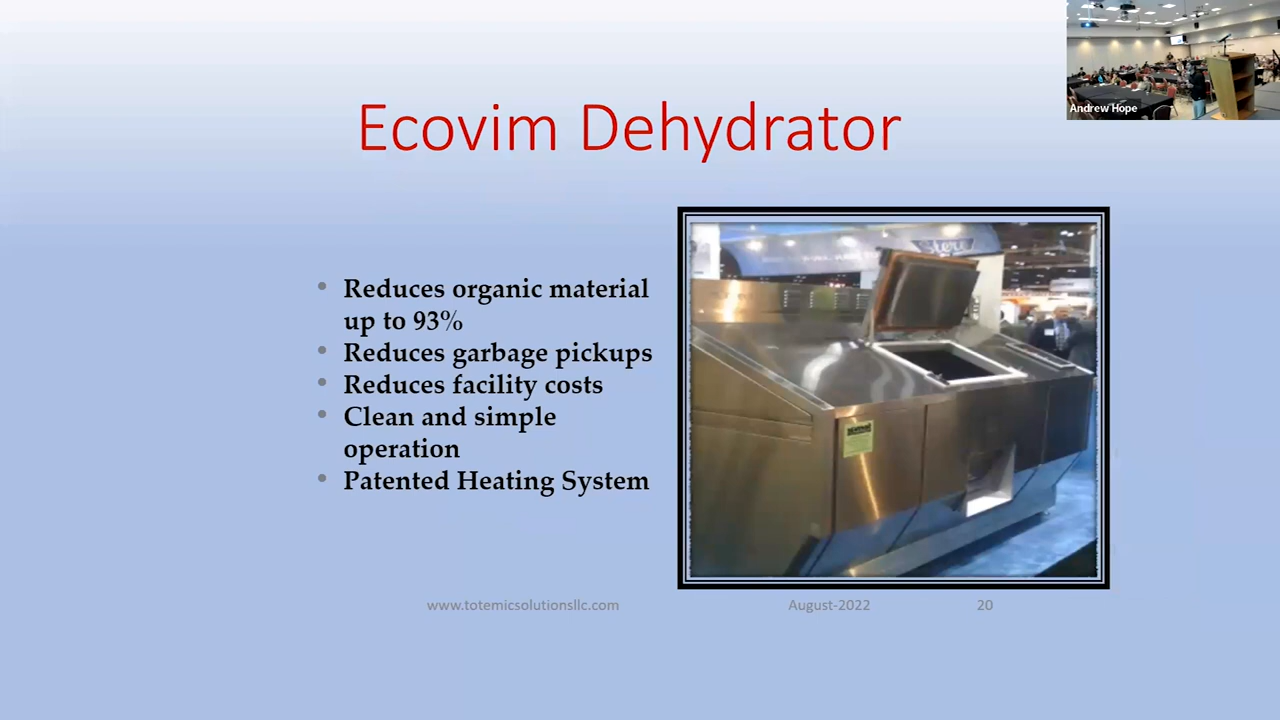 Andrew Hope
Ecovim Dehydrator
Reduces organic material
up to 93%
Reduces garbage pickups
Reduces facility costs
Clean and simple
operation
Patented Heating System
Stero
www.totemicsolutionsllc.com
August-2022
20